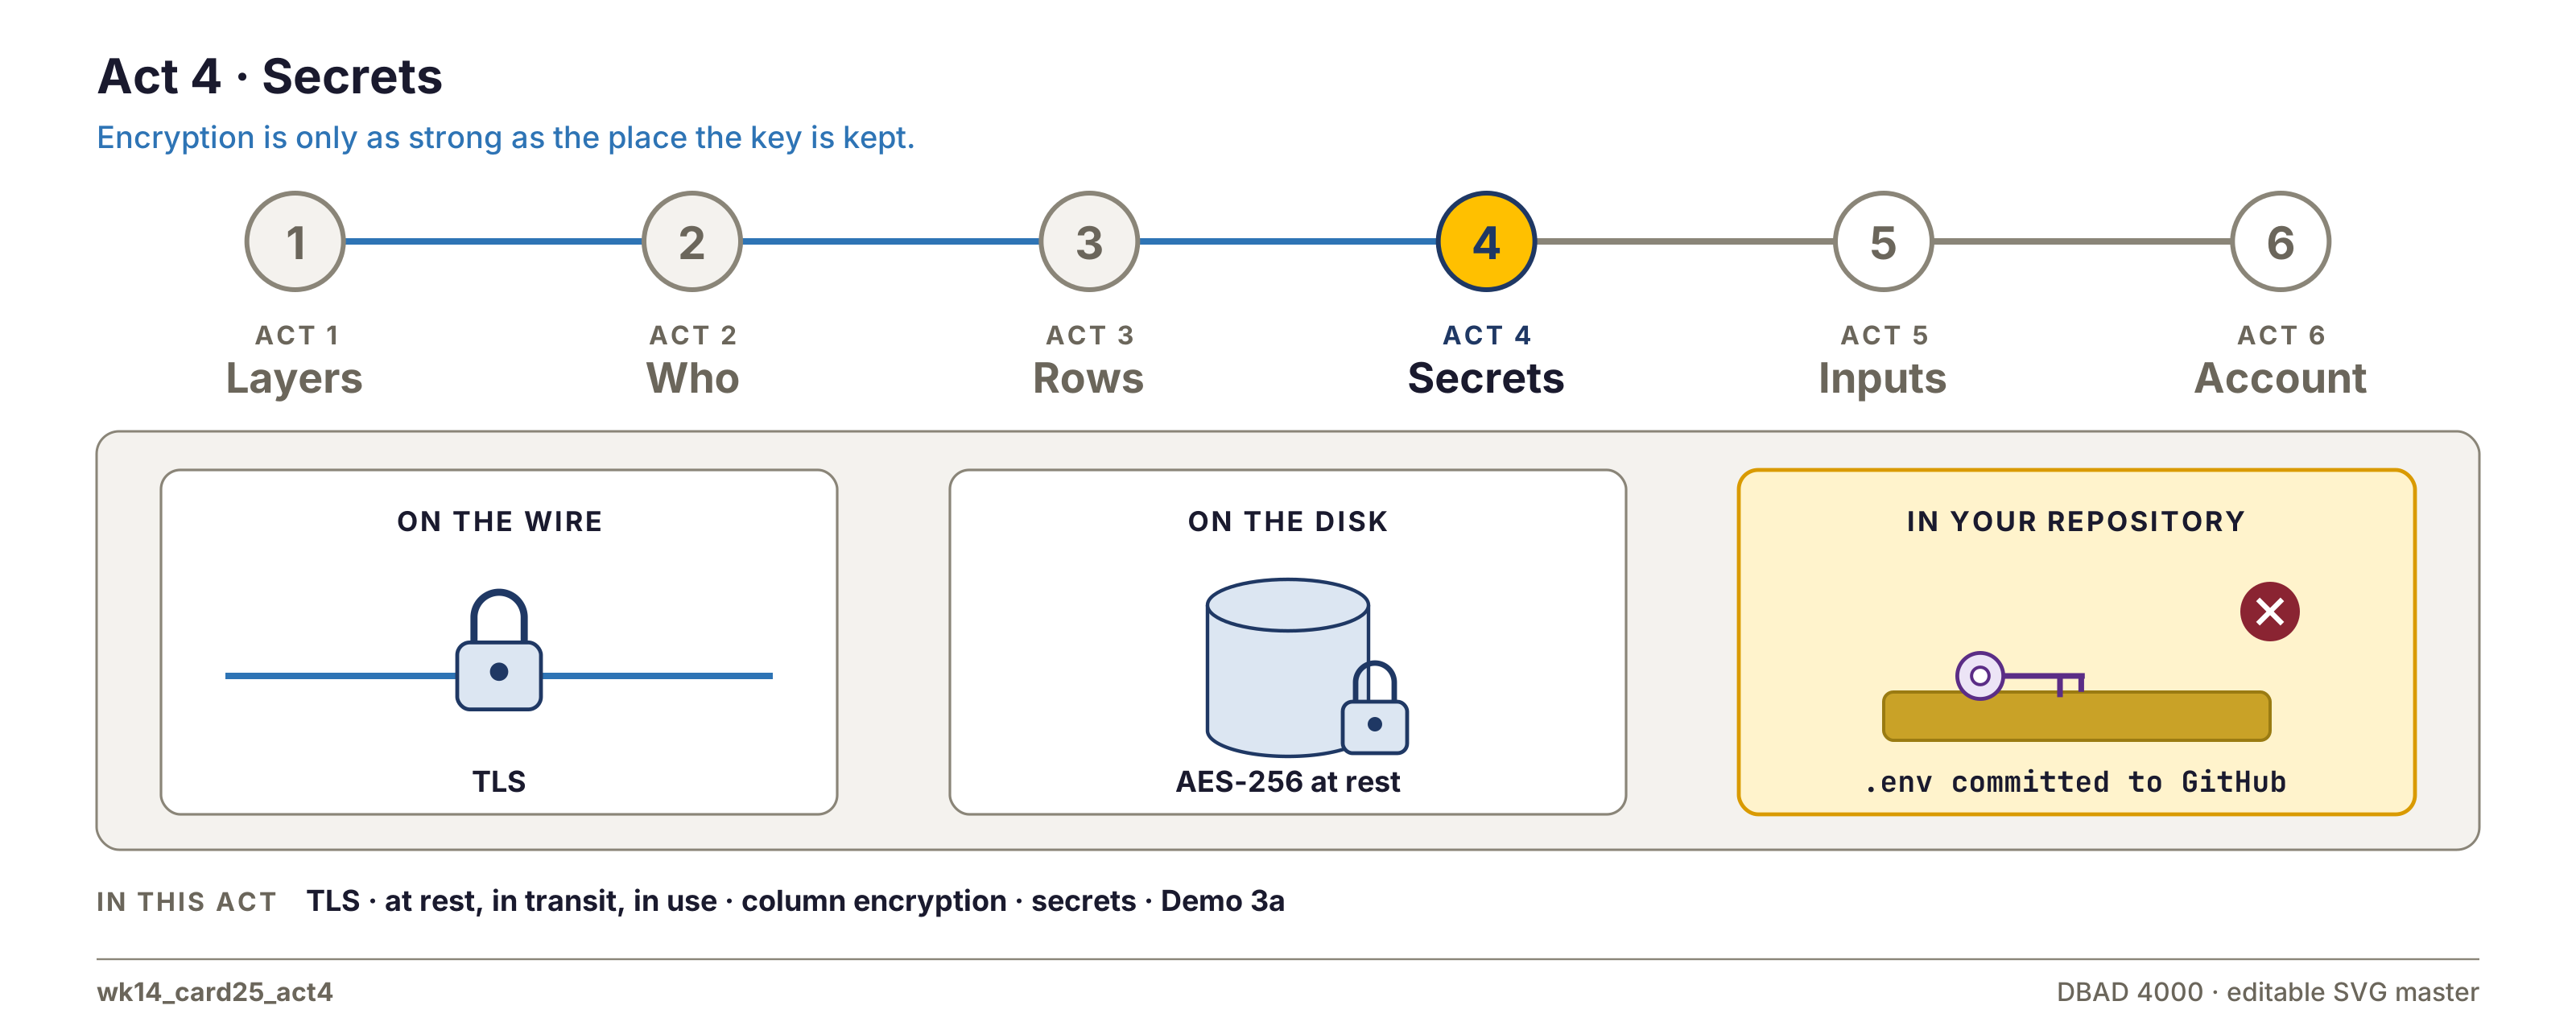 Act 4 · Secrets
Encryption is only as strong as the place the key is kept.
1 2 3 4 5 6
ACT 1 ACT 2 ACT 3 ACT 4 ACT 5 ACT 6
Layers Who Rows Secrets Inputs Account
ON THE WIRE ON THE DISK IN YOUR REPOSITORY
TLS AES-256 at rest .env committed to GitHub
IN THIS ACT TLS · at rest, in transit, in use · column encryption · secrets · Demo 3a
wk14_card25_act4 DBAD 4000 · editable SVG master